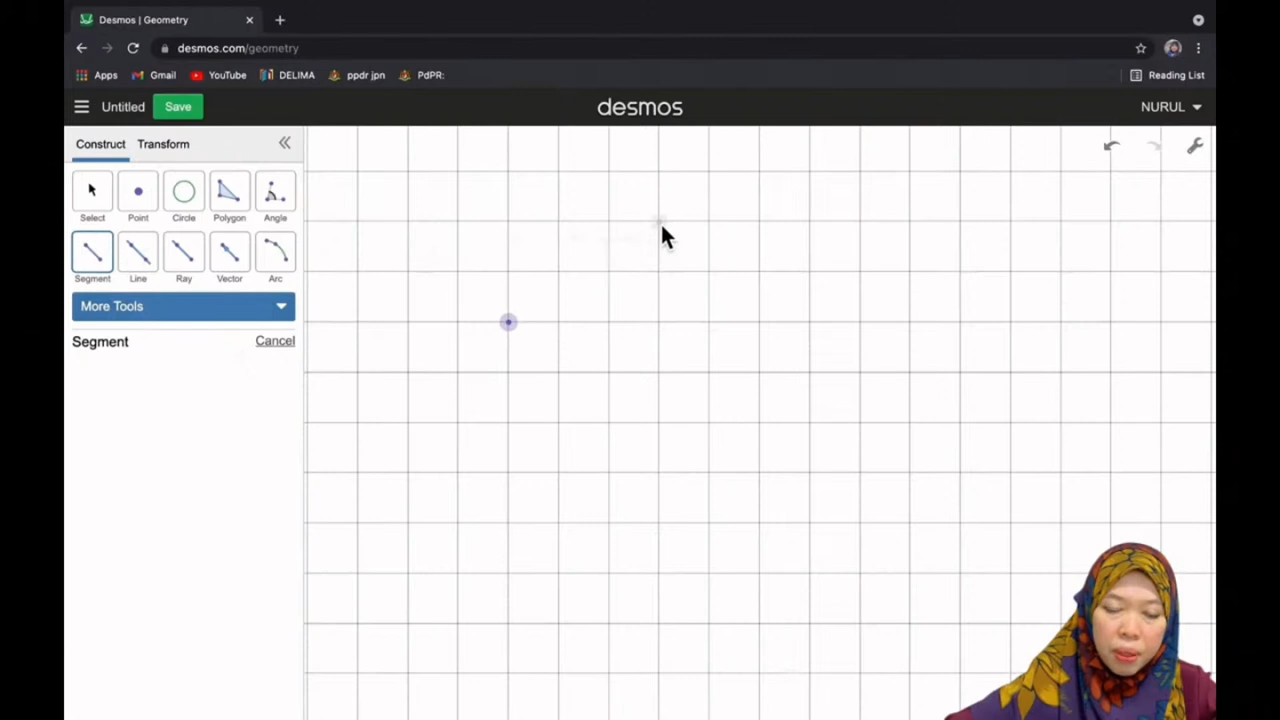 Desmos | Geometry
desmos.com/geometry
Apps Gmail YouTube DELIMA ppdr jpn PdPR: Reading List
Untitled Save desmos NURUL
Construct Transform
Select Point Circle Polygon Angle
Segment Line Ray Vector Arc
More Tools
Segment Cancel